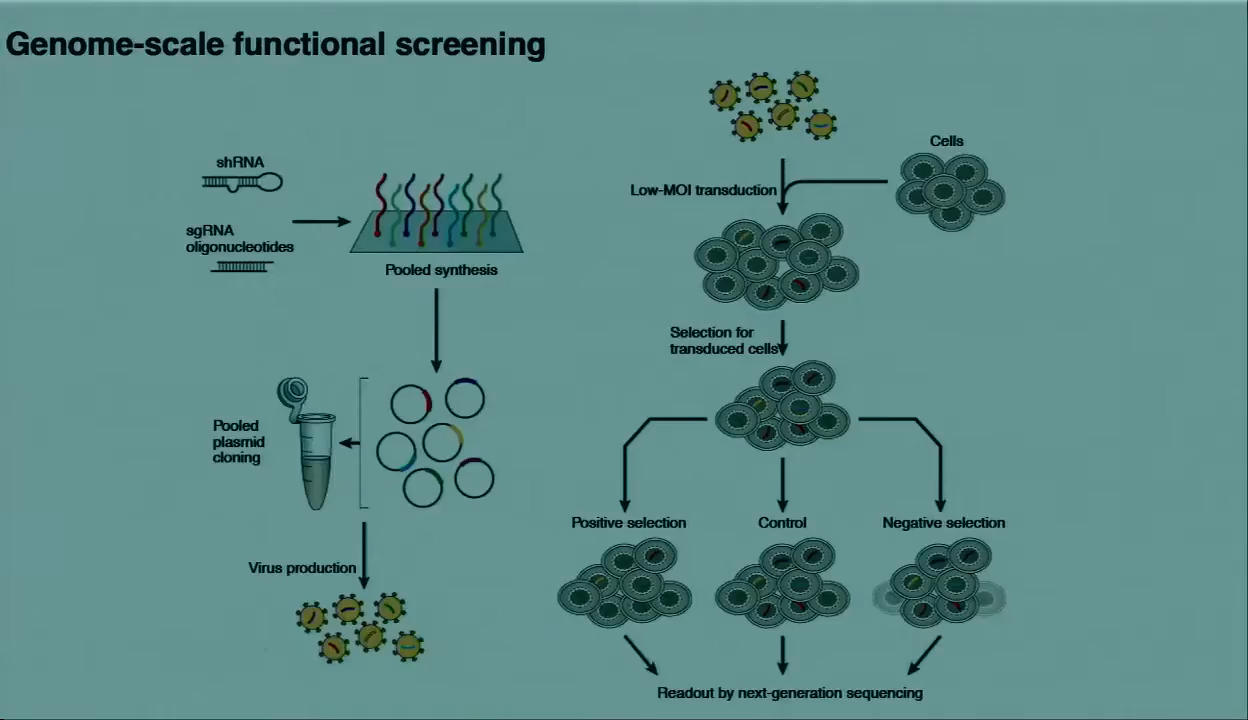 Genome-scale functional screening
shRNA
sgRNA
oligonucleotides
Pooled synthesis
Pooled
plasmid
cloning
Virus production
Cells
Low-MOI transduction
Selection for
transduced cells
Positive selection
Control
Negative selection
Readout by next-generation sequencing